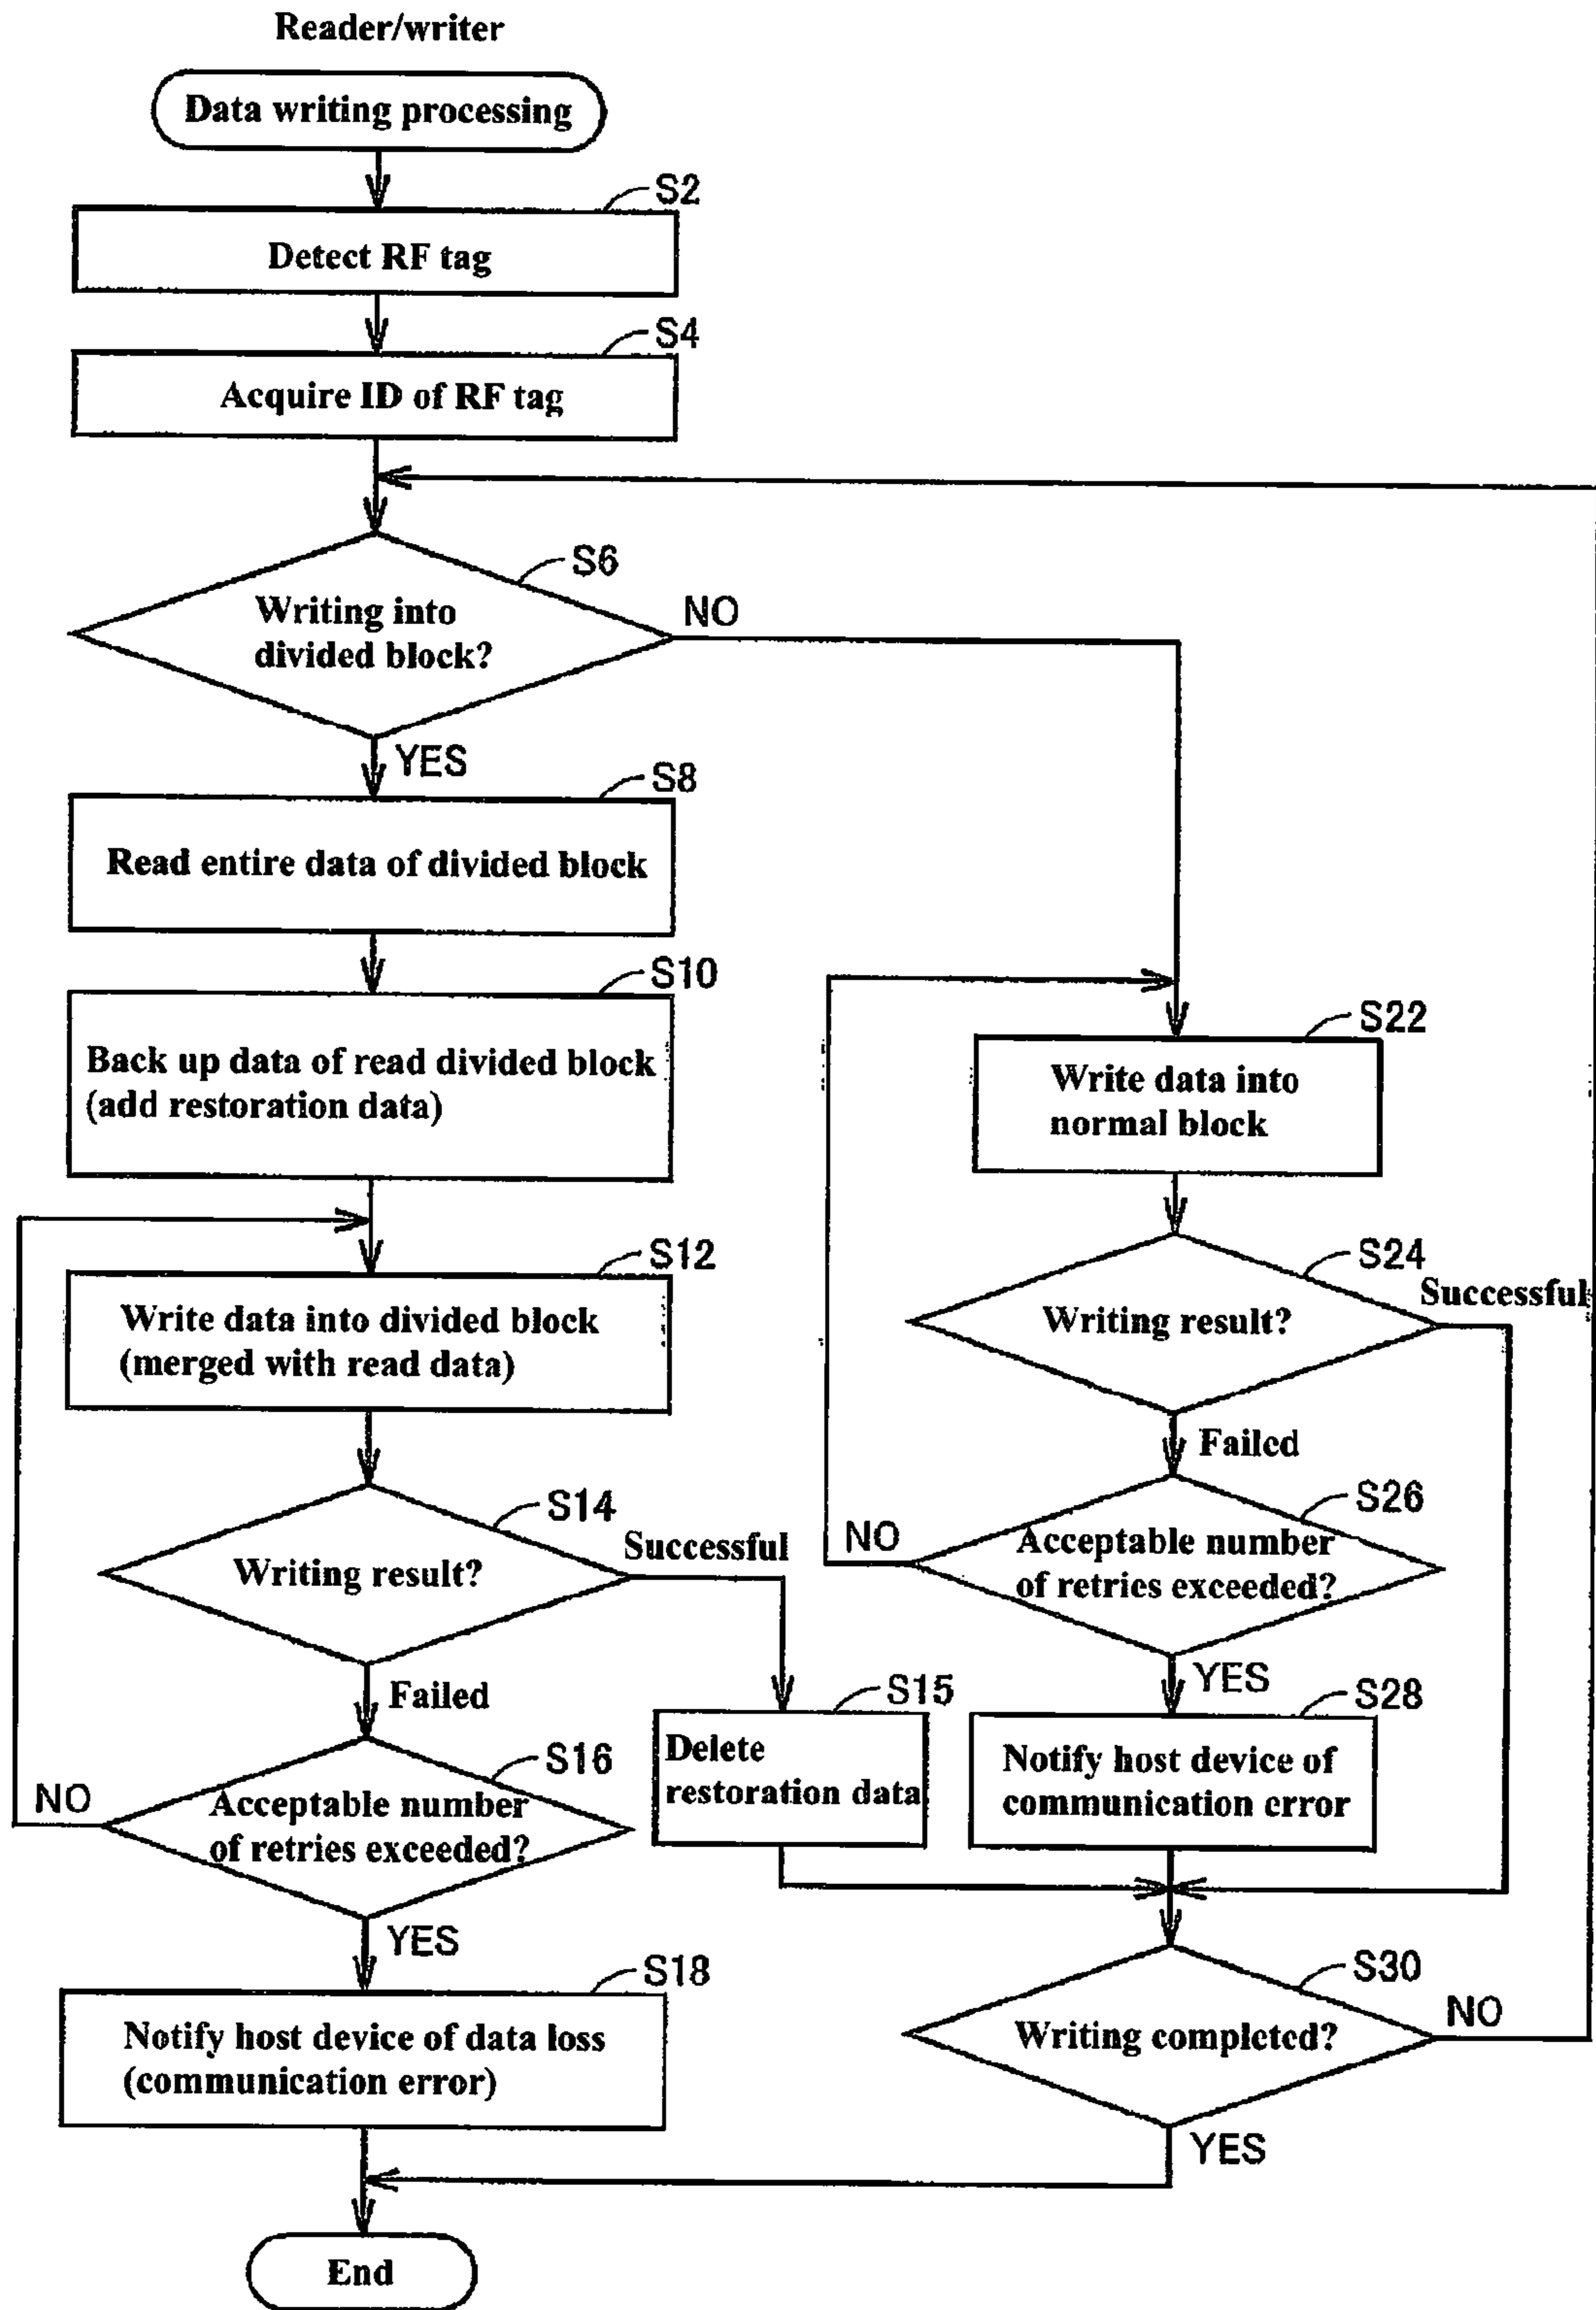 Reader/writer
Data writing processing
S2
Detect RF tag
S4
Acquire ID of RF tag
S6
Writing into
divided block?
NO
YES
S8
Read entire data of divided block
S10
Back up data of read divided block
(add restoration data)
S12
Write data into divided block
(merged with read data)
S14
Writing result?
Successful
Failed
S15
Delete
restoration data
S16
Acceptable number
of retries exceeded?
NO
YES
S18
Notify host device of data loss
(communication error)
S22
Write data into
normal block
S24
Writing result?
Successful
Failed
S26
Acceptable number
of retries exceeded?
NO
YES
S28
Notify host device of
communication error
S30
Writing completed?
NO
YES
End